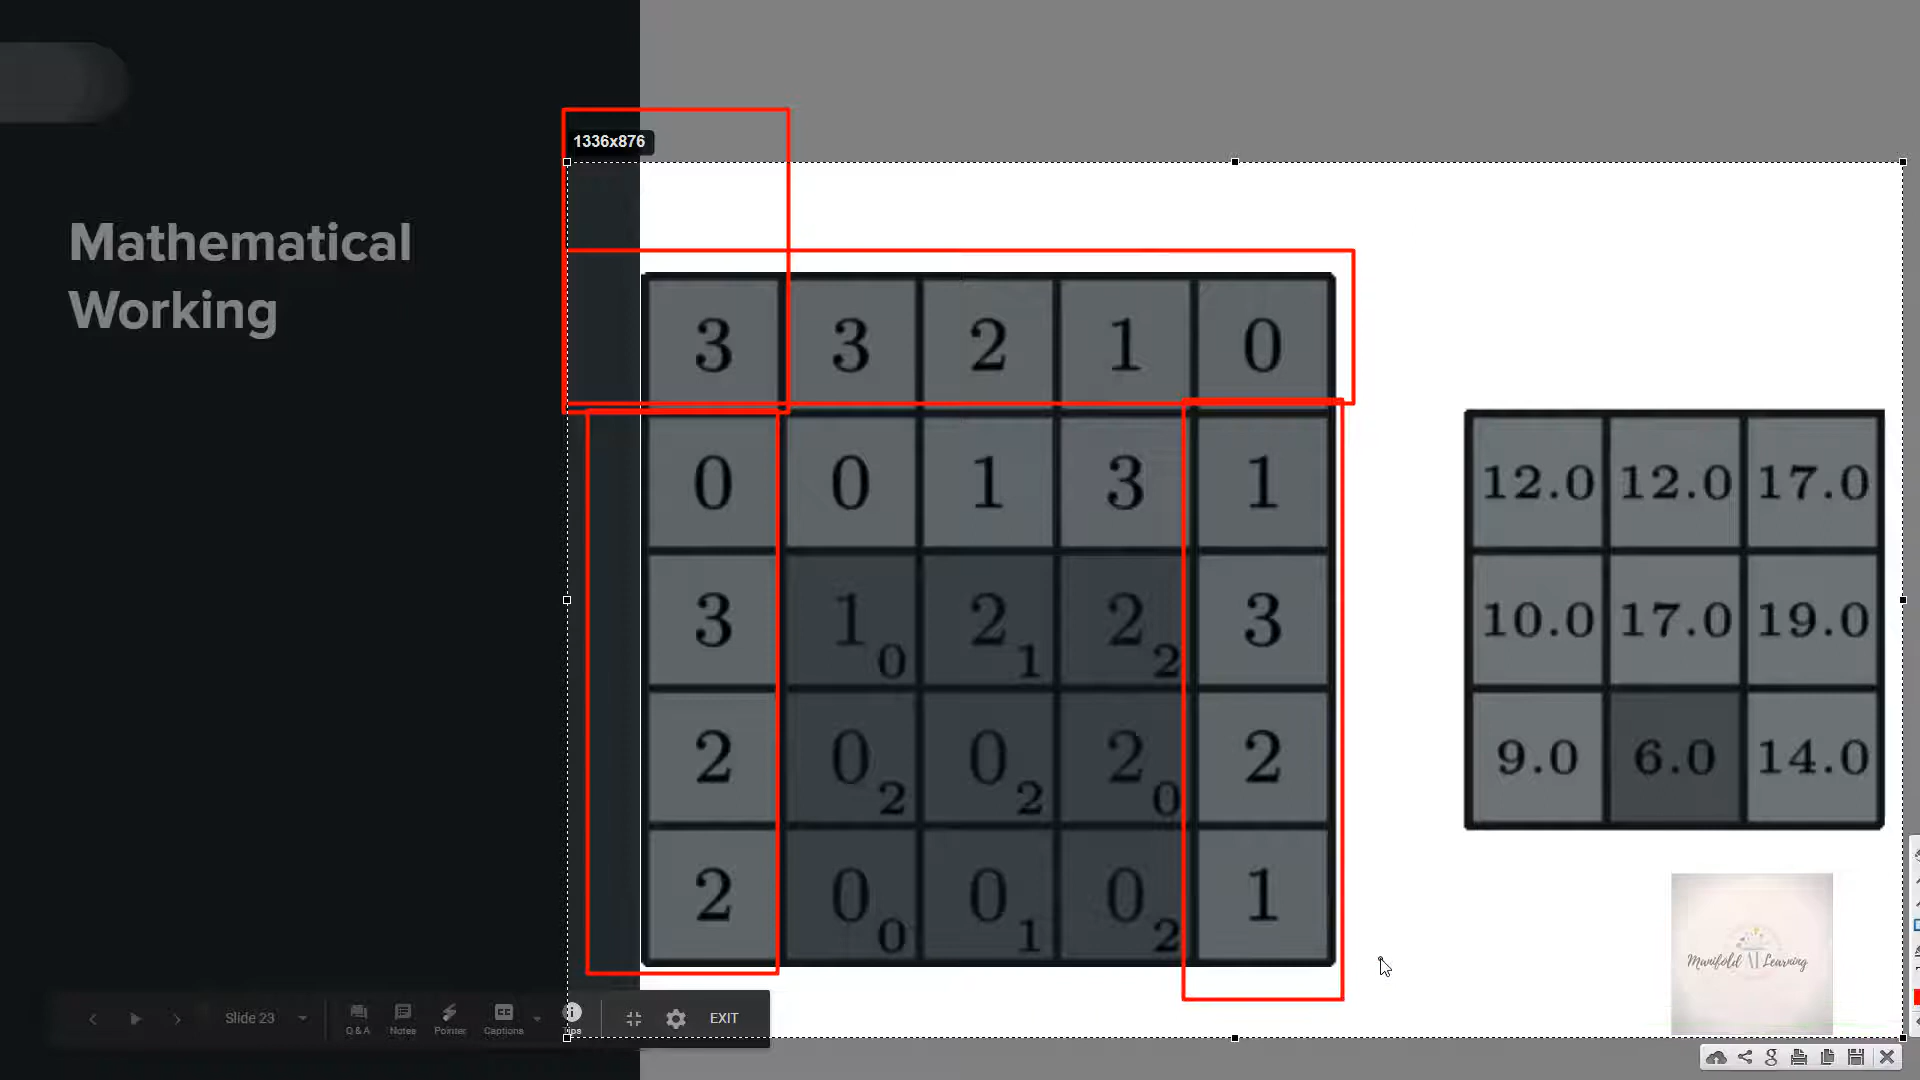 1336x876
Mathematical
Working
3 3 2 1 0
0 0 1 3 1
3 1 0 2 1 2 2 3
2 0 2 0 2 2 0 2
2 0 0 0 1 0 2 1
12.0 12.0 17.0
10.0 17.0 19.0
9.0 6.0 14.0
Manifold AI Learning
Slide 23
Q & A
Notes
Pointer
Captions
EXIT